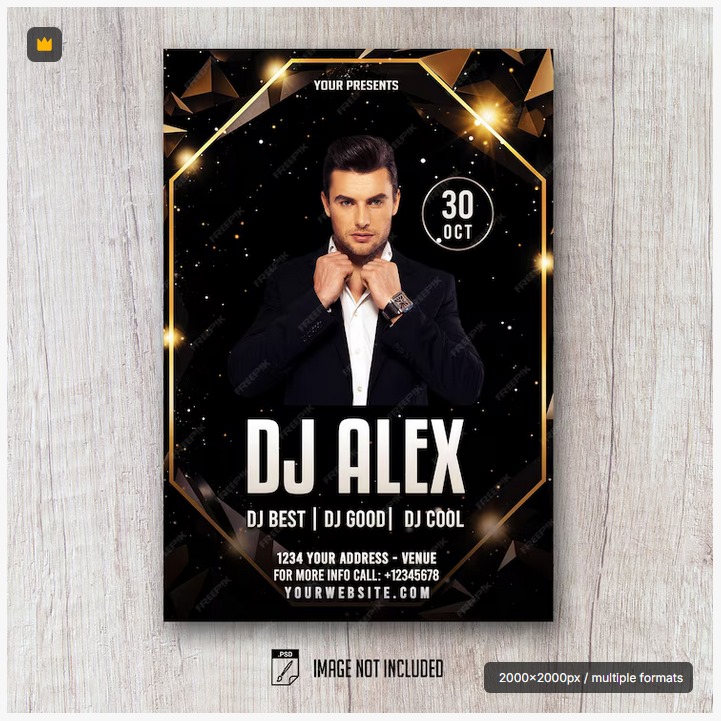 YOUR PRESENTS
30
OCT
DJ ALEX
DJ BEST | DJ GOOD| DJ COOL
1234 YOUR ADDRESS - VENUE
FOR MORE INFO CALL: +12345678
YOURWEBSITE.COM
.PSD
IMAGE NOT INCLUDED
2000×2000px / multiple formats
FREEPIK